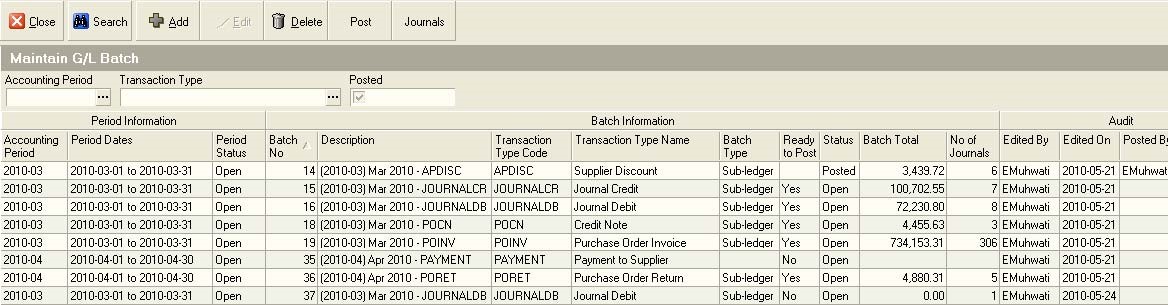 Close Search Add Edit Delete Post Journals
Maintain G/L Batch
Accounting Period Transaction Type Posted
... ...
Period Information Batch Information Audit
Accounting Period Period Dates Period Status Batch No Description Transaction Type Code Transaction Type Name Batch Type Ready to Post Status Batch Total No of Journals Edited By Edited On Posted By
2010-03 2010-03-01 to 2010-03-31 Open 14 (2010-03) Mar 2010 - APDISC APDISC Supplier Discount Sub-ledger Posted 3,439.72 6 EMuhwati 2010-05-21 EMuhwati
2010-03 2010-03-01 to 2010-03-31 Open 15 (2010-03) Mar 2010 - JOURNALCR JOURNALCR Journal Credit Sub-ledger Yes Open 100,702.55 7 EMuhwati 2010-05-21
2010-03 2010-03-01 to 2010-03-31 Open 16 (2010-03) Mar 2010 - JOURNALDB JOURNALDB Journal Debit Sub-ledger Yes Open 72,230.80 8 EMuhwati 2010-05-21
2010-03 2010-03-01 to 2010-03-31 Open 18 (2010-03) Mar 2010 - POCN POCN Credit Note Sub-ledger Yes Open 4,455.63 3 EMuhwati 2010-05-21
2010-03 2010-03-01 to 2010-03-31 Open 19 (2010-03) Mar 2010 - POINV POINV Purchase Order Invoice Sub-ledger Yes Open 734,153.31 306 EMuhwati 2010-05-21
2010-04 2010-04-01 to 2010-04-30 Open 35 (2010-04) Apr 2010 - PAYMENT PAYMENT Payment to Supplier No Open EMuhwati 2010-05-21
2010-04 2010-04-01 to 2010-04-30 Open 36 (2010-04) Apr 2010 - PORET PORET Purchase Order Return Sub-ledger Yes Open 4,880.31 5 EMuhwati 2010-05-21
2010-03 2010-03-01 to 2010-03-31 Open 37 (2010-03) Mar 2010 - JOURNALDB JOURNALDB Journal Debit Sub-ledger No Open 0.00 1 EMuhwati 2010-05-24